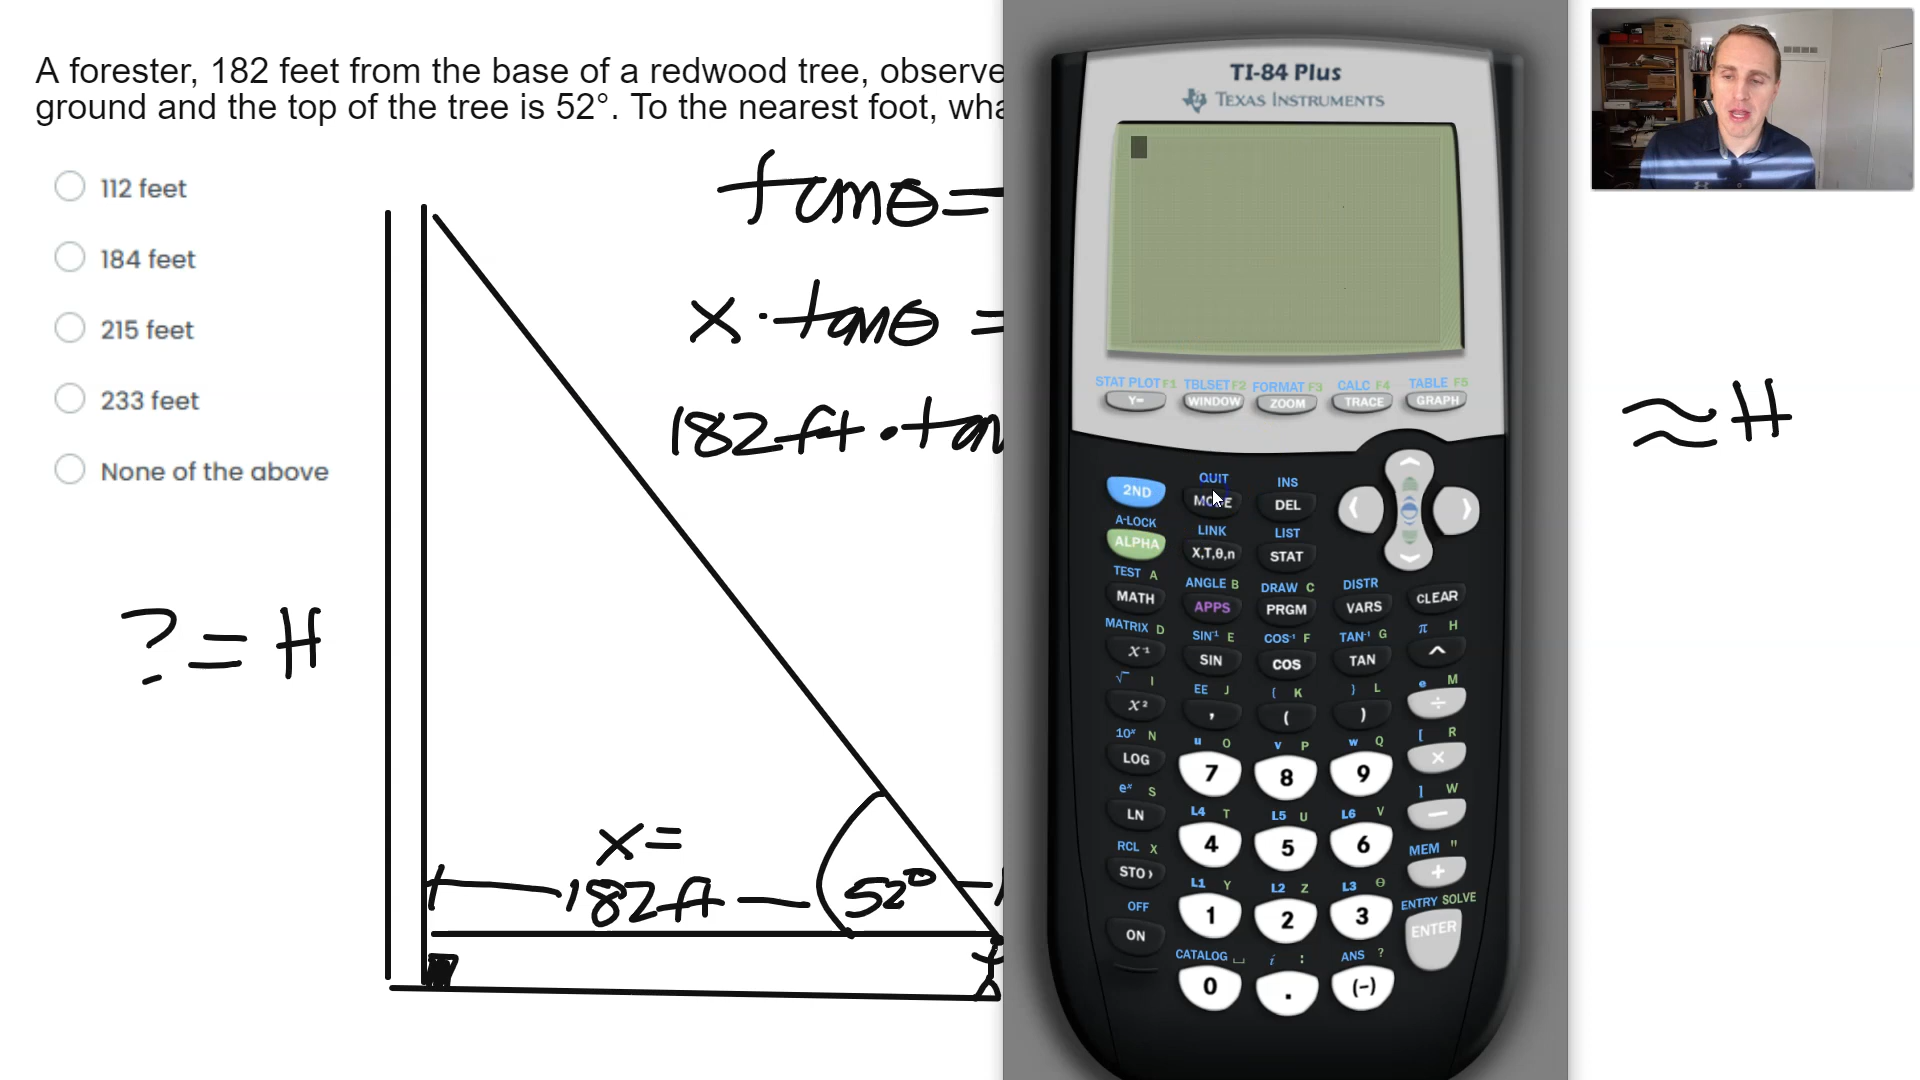 A forester, 182 feet from the base of a redwood tree, observe
ground and the top of the tree is 52°. To the nearest foot, wha
112 feet
184 feet
215 feet
233 feet
None of the above
tanθ=
x·tanθ =
182ft·tan
≈H
?=H
x=
182ft
52°
TI-84 Plus
TEXAS INSTRUMENTS
STAT PLOT F1 TBLSET F2 FORMAT F3 CALC F4 TABLE F5
Y= WINDOW ZOOM TRACE GRAPH
QUIT INS
2ND MODE DEL
A-LOCK LINK LIST
ALPHA X,T,θ,n STAT
TEST A ANGLE B DRAW C DISTR
MATH APPS PRGM VARS CLEAR
MATRIX D SIN⁻¹ E COS⁻¹ F TAN⁻¹ G π H
X⁻¹ SIN COS TAN ^
√ I EE J { K } L e M
X² , ( ) ÷
10ˣ N u O v P w Q [ R
LOG 7 8 9 ×
eˣ S L4 T L5 U L6 V ] W
LN 4 5 6 −
RCL X L1 Y L2 Z L3 θ MEM "
STO› 1 2 3 +
OFF CATALOG ⎵ i : ANS ? ENTRY SOLVE
ON 0 . (-) ENTER